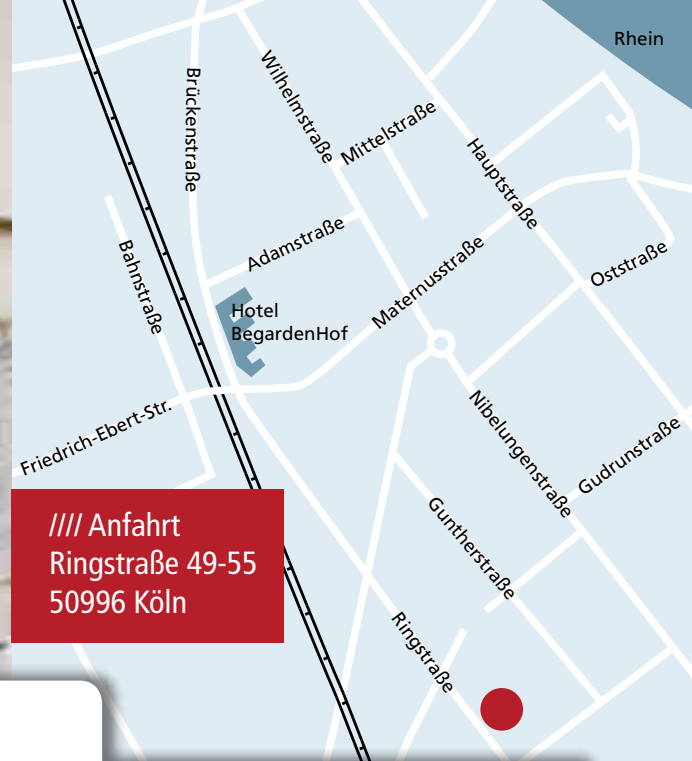 Rhein
Brückenstraße
Wilhelmstraße
Mittelstraße
Hauptstraße
Adamstraße
Bahnstraße
Maternusstraße
Oststraße
Hotel
BegardenHof
Friedrich-Ebert-Str.
Nibelungenstraße
Gudrunstraße
Guntherstraße
Ringstraße
//// Anfahrt
Ringstraße 49-55
50996 Köln